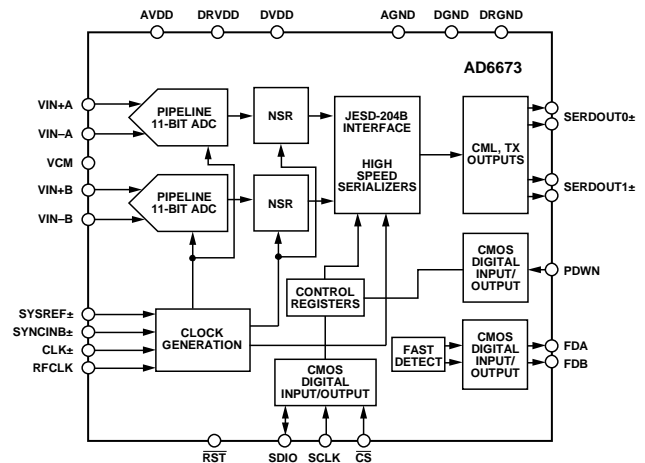 AVDD DRVDD DVDD AGND DGND DRGND
AD6673
VIN+A
VIN–A
VCM
VIN+B
VIN–B
PIPELINE
11-BIT ADC
NSR
PIPELINE
11-BIT ADC
NSR
JESD-204B
INTERFACE
HIGH
SPEED
SERIALIZERS
CML, TX
OUTPUTS
SERDOUT0±
SERDOUT1±
CMOS
DIGITAL
INPUT/
OUTPUT
PDWN
CONTROL
REGISTERS
SYSREF±
SYNCINB±
CLK±
RFCLK
CLOCK
GENERATION
FAST
DETECT
CMOS
DIGITAL
INPUT/
OUTPUT
FDA
FDB
CMOS
DIGITAL
INPUT/OUTPUT
RST SDIO SCLK CS